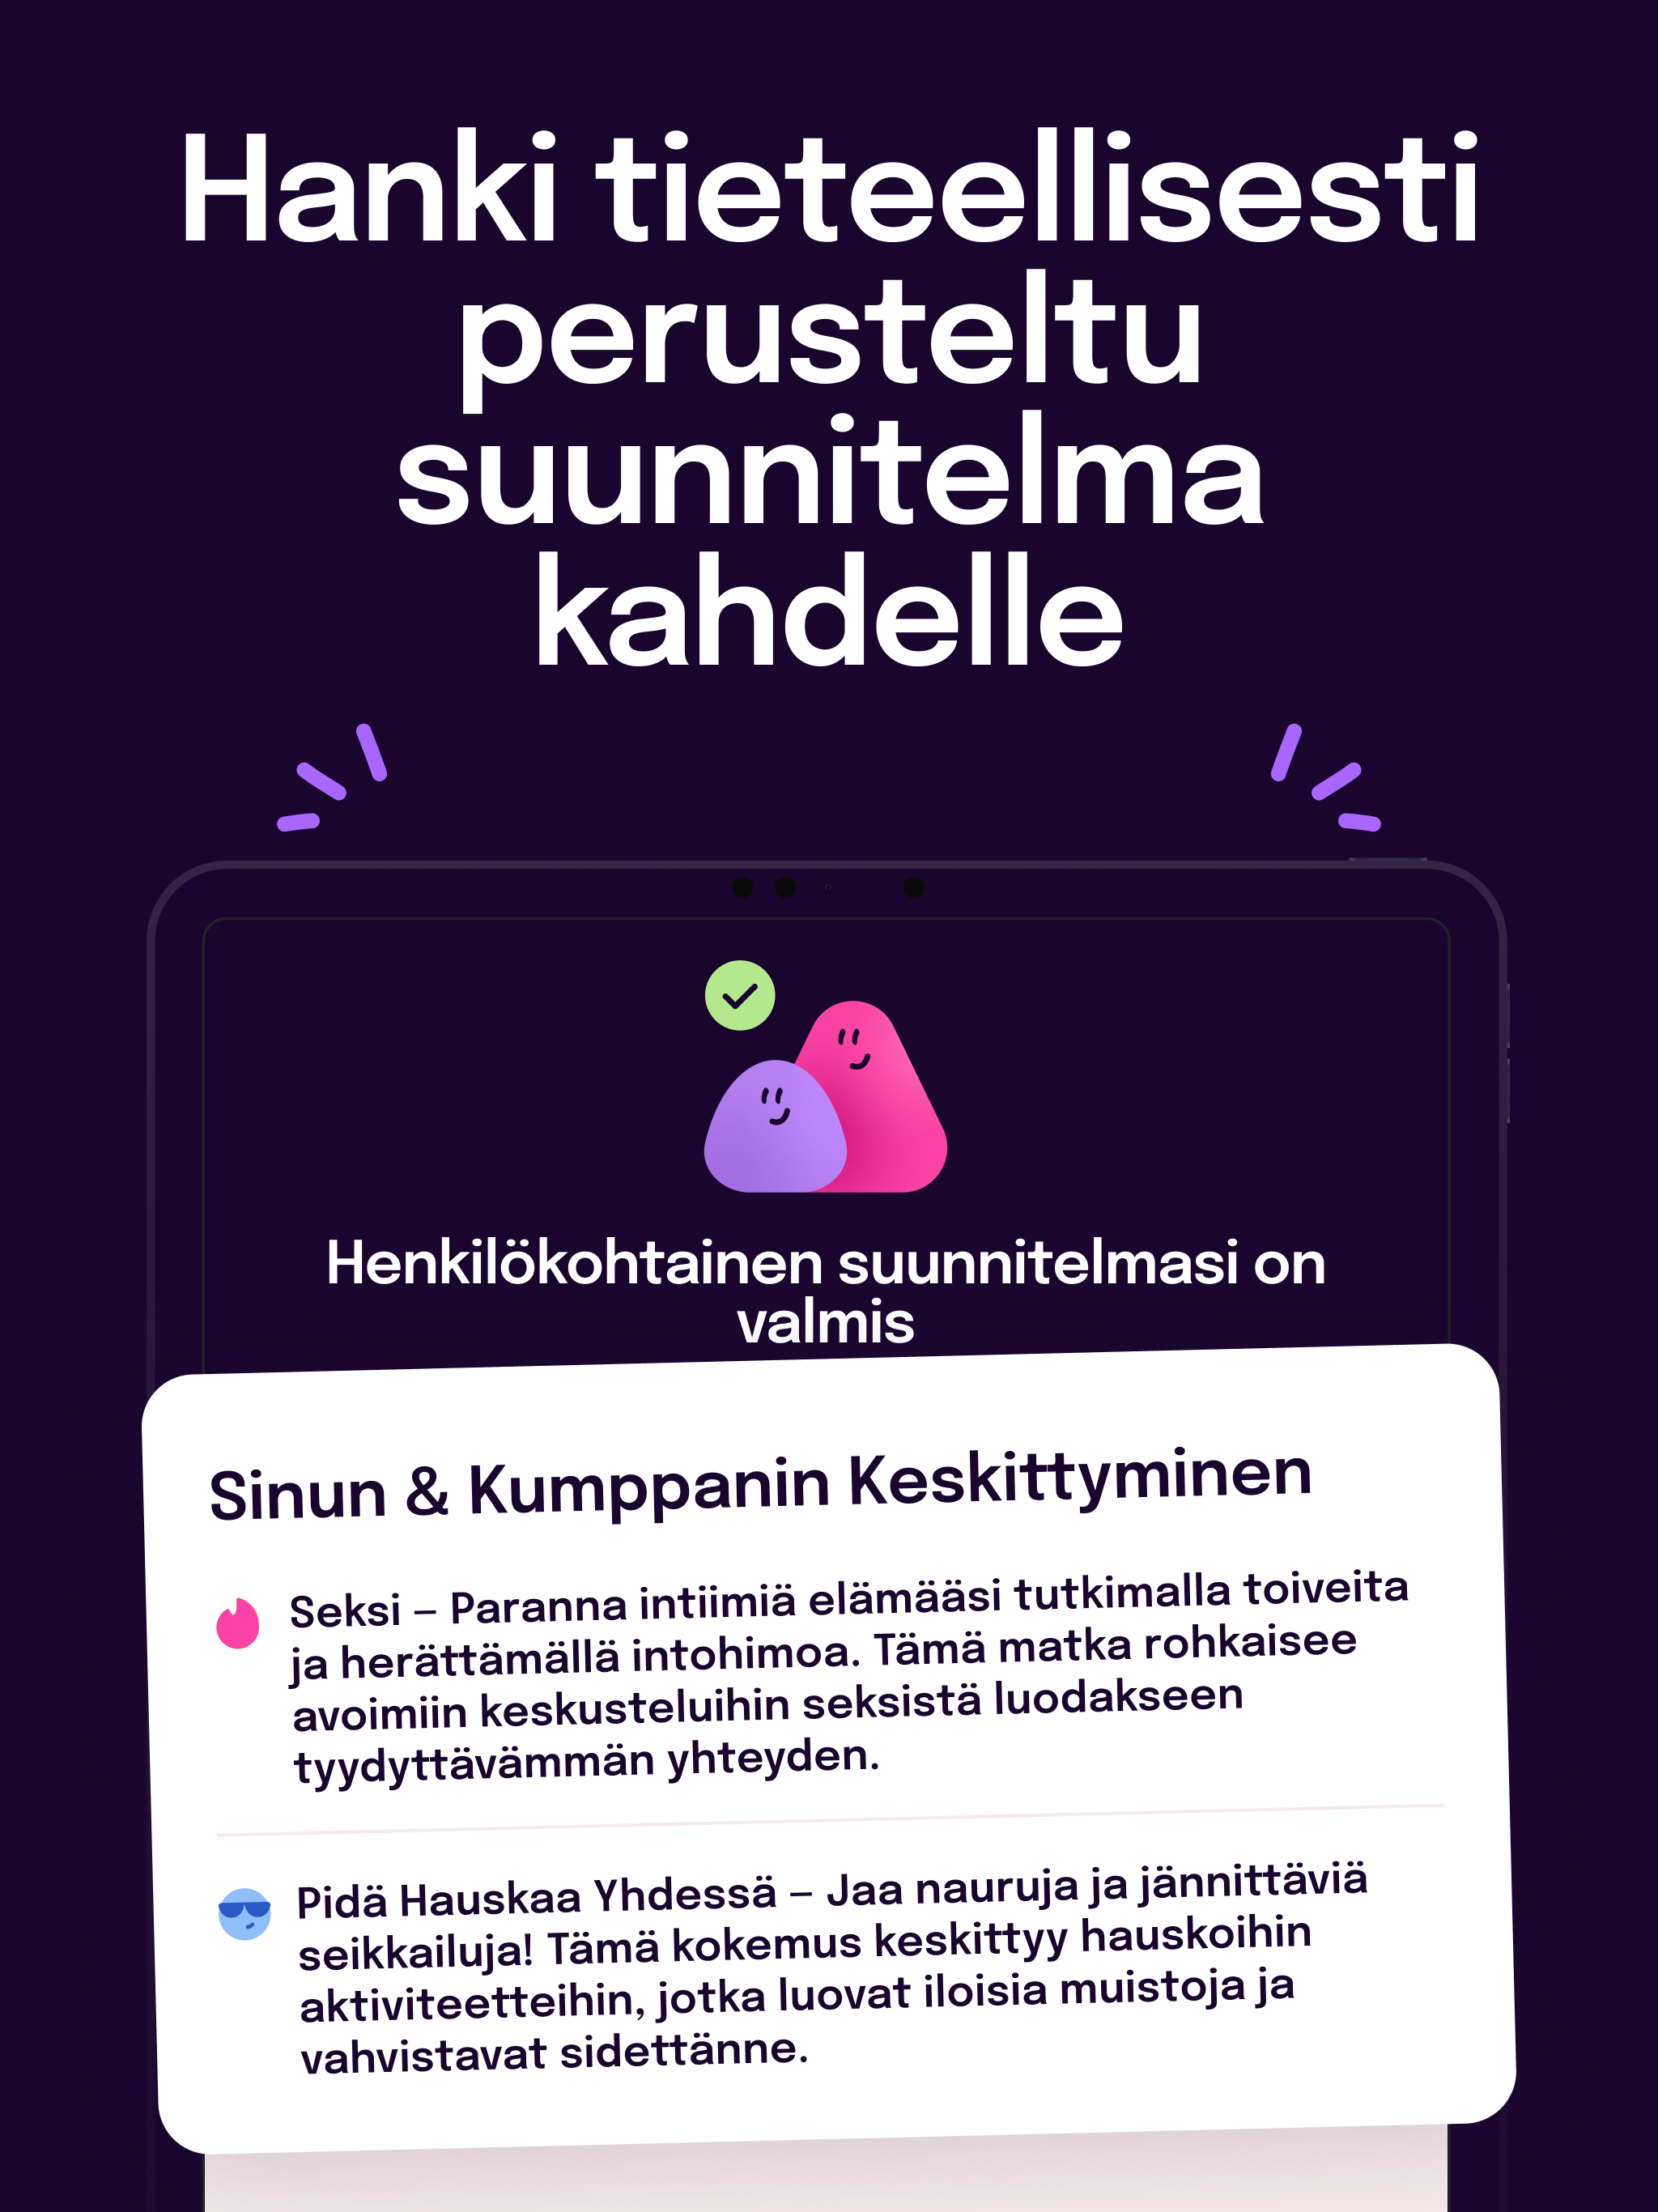 Hanki tieteellisesti
perusteltu
suunnitelma
kahdelle
Henkilökohtainen suunnitelmasi on
valmis
Sinun & Kumppanin Keskittyminen
Seksi – Paranna intiimiä elämääsi tutkimalla toiveita
ja herättämällä intohimoa. Tämä matka rohkaisee
avoimiin keskusteluihin seksistä luodakseen
tyydyttävämmän yhteyden.
Pidä Hauskaa Yhdessä – Jaa nauruja ja jännittäviä
seikkailuja! Tämä kokemus keskittyy hauskoihin
aktiviteetteihin, jotka luovat iloisia muistoja ja
vahvistavat sidettänne.